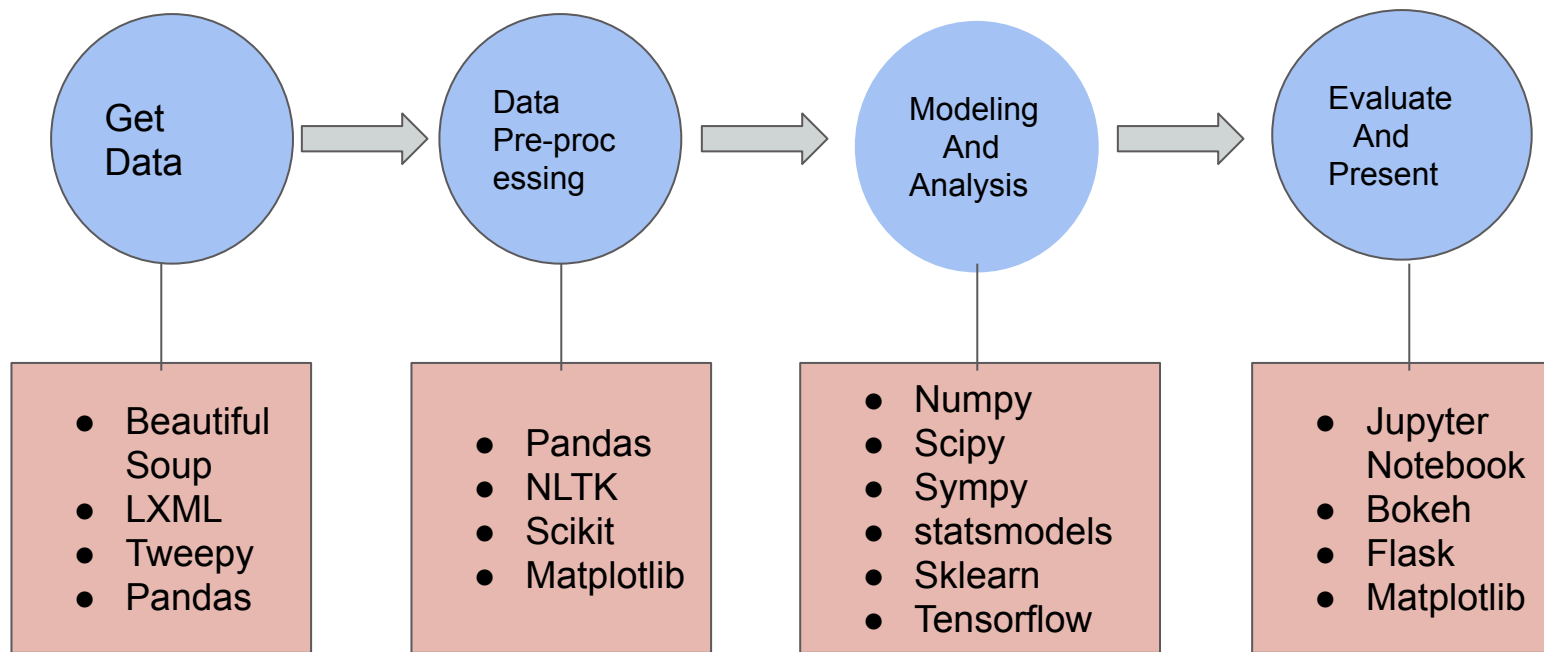 Get
Data
Data
Pre-proc
essing
Modeling
And
Analysis
Evaluate
And
Present
● Beautiful
Soup
● LXML
● Tweepy
● Pandas
● Pandas
● NLTK
● Scikit
● Matplotlib
● Numpy
● Scipy
● Sympy
● statsmodels
● Sklearn
● Tensorflow
● Jupyter
Notebook
● Bokeh
● Flask
● Matplotlib